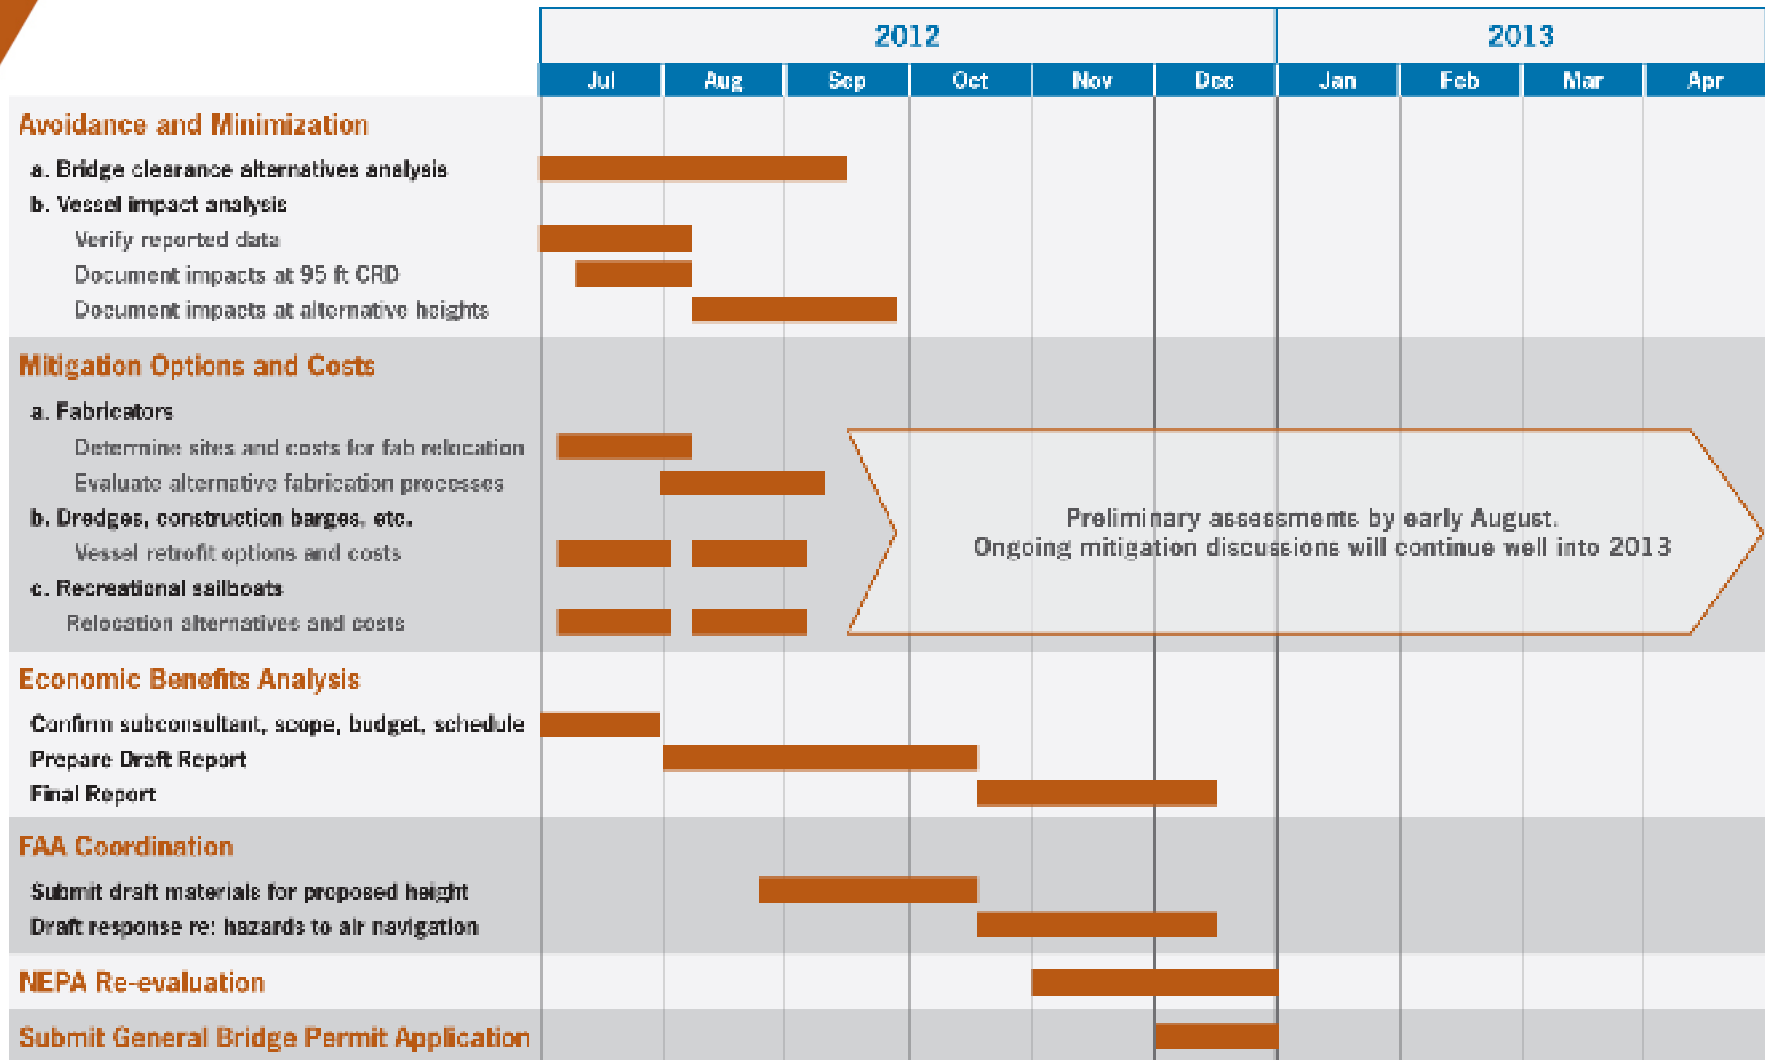 2012 2013
Jul Aug Sep Oct Nov Dec Jan Feb Mar Apr
Avoidance and Minimization
a. Bridge clearance alternatives analysis
b. Vessel impact analysis
Verify reported data
Document impacts at 95 ft CRD
Document impacts at alternative heights
Mitigation Options and Costs
a. Fabricators
Determine sites and costs for fab relocation
Evaluate alternative fabrication processes
b. Dredges, construction barges, etc.
Vessel retrofit options and costs
c. Recreational sailboats
Relocation alternatives and costs
Preliminary assessments by early August.
Ongoing mitigation discussions will continue well into 2013
Economic Benefits Analysis
Confirm subconsultant, scope, budget, schedule
Prepare Draft Report
Final Report
FAA Coordination
Submit draft materials for proposed height
Draft response re: hazards to air navigation
NEPA Re-evaluation
Submit General Bridge Permit Application